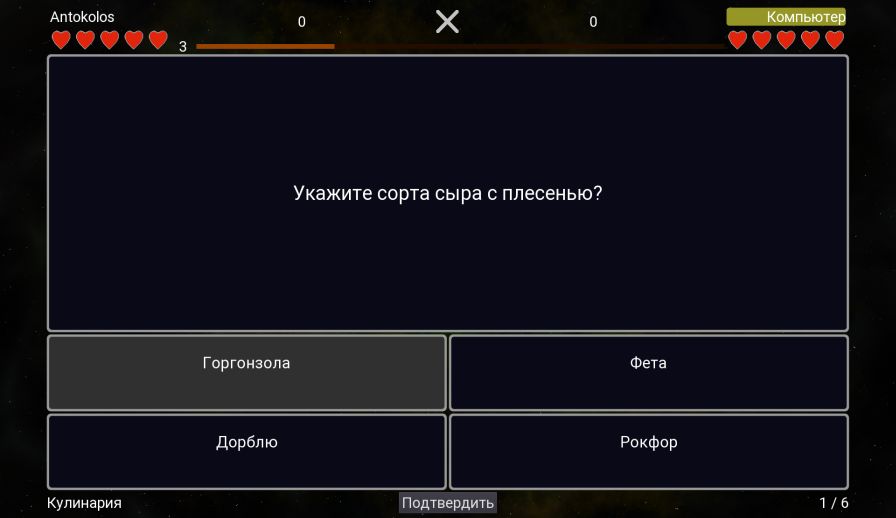 Antokolos
0
0
Компьютер
3
Укажите сорта сыра с плесенью?
Горгонзола
Фета
Дорблю
Рокфор
Кулинария
Подтвердить
1 / 6